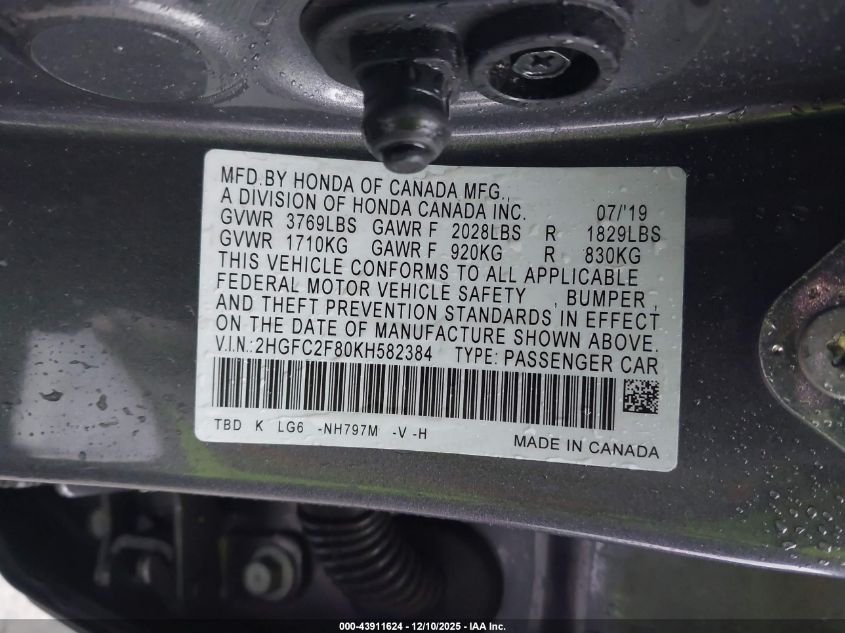 MFD.BY HONDA OF CANADA MFG.,
A DIVISION OF HONDA CANADA INC. 07/'19
GVWR 3769LBS GAWR F 2028LBS R 1829LBS
GVWR 1710KG GAWR F 920KG R 830KG
THIS VEHICLE CONFORMS TO ALL APPLICABLE
FEDERAL MOTOR VEHICLE SAFETY , BUMPER ,
AND THEFT PREVENTION STANDARDS IN EFFECT
ON THE DATE OF MANUFACTURE SHOWN ABOVE.
V.I.N.:2HGFC2F80KH582384 TYPE: PASSENGER CAR
TBD K LG6 -NH797M -V -H MADE IN CANADA
000-43911624 - 12/10/2025 - IAA Inc.